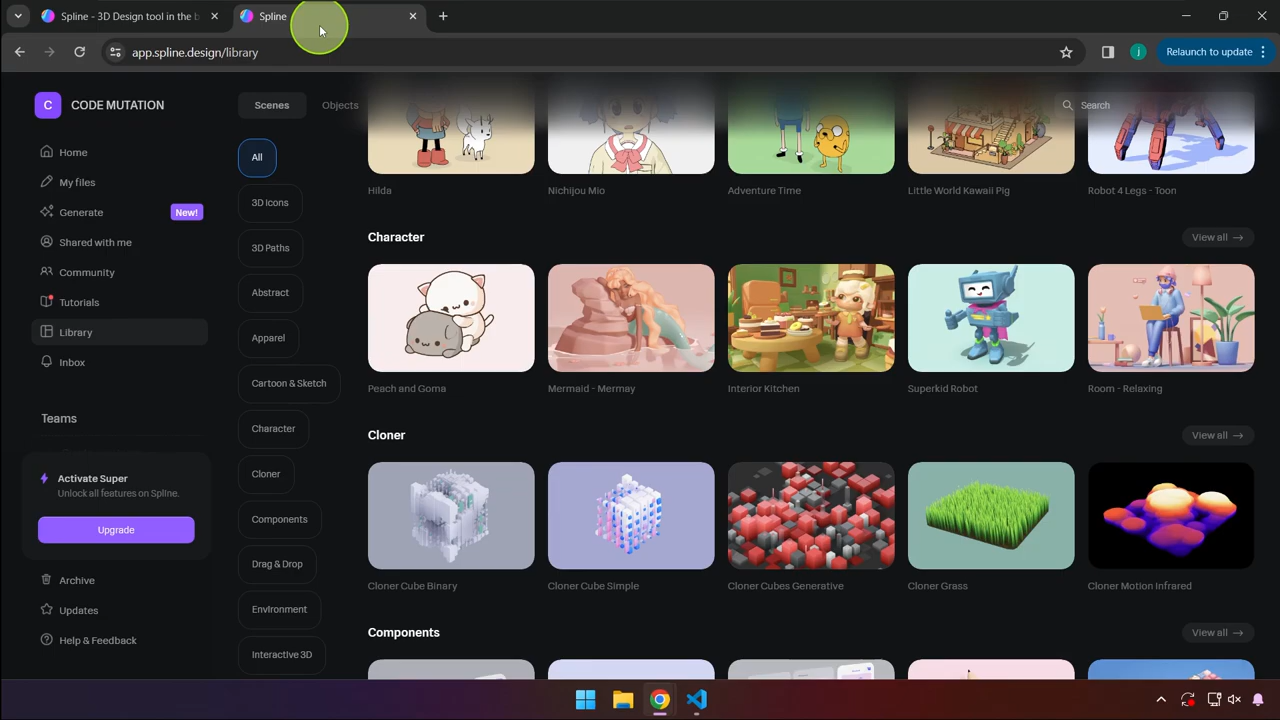 Spline - 3D Design tool in the b
Spline
app.spline.design/library
j
Relaunch to update
C
CODE MUTATION
Scenes
Objects
Search
Home
My files
Generate
New!
Shared with me
Community
Tutorials
Library
Inbox
Teams
Activate Super
Unlock all features on Spline.
Upgrade
Archive
Updates
Help & Feedback
All
3D Icons
3D Paths
Abstract
Apparel
Cartoon & Sketch
Character
Cloner
Components
Drag & Drop
Environment
Interactive 3D
Hilda
Nichijou Mio
Adventure Time
Little World Kawaii Pig
Robot 4 Legs - Toon
Character
View all →
Peach and Goma
Mermaid - Mermay
Interior Kitchen
Superkid Robot
Room - Relaxing
Cloner
View all →
Cloner Cube Binary
Cloner Cube Simple
Cloner Cubes Generative
Cloner Grass
Cloner Motion Infrared
Components
View all →